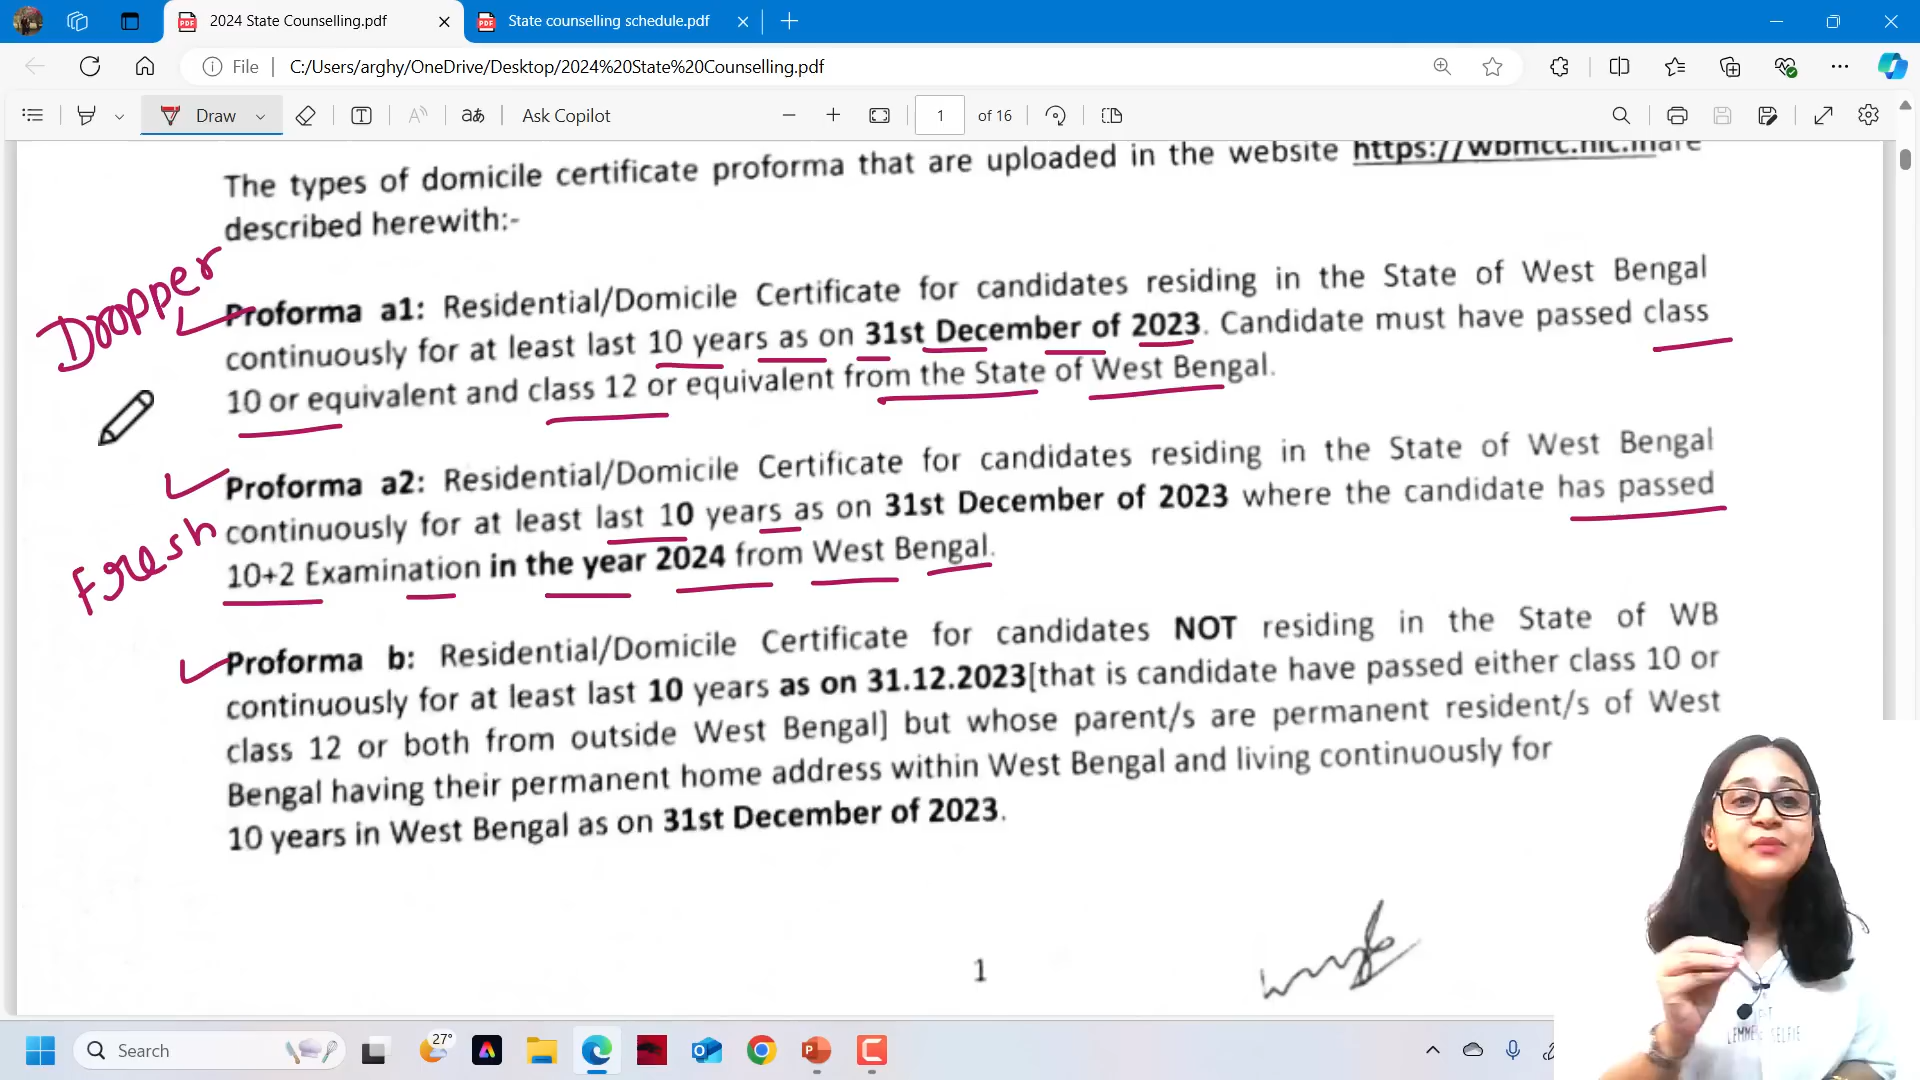 2024 State Counselling.pdf
State counselling schedule.pdf
File
C:/Users/arghy/OneDrive/Desktop/2024%20State%20Counselling.pdf
Draw
aあ
Ask Copilot
1
of 16
The types of domicile certificate proforma that are uploaded in the website https://wbmcc.nic.inare
described herewith:-
Dropper
Proforma a1: Residential/Domicile Certificate for candidates residing in the State of West Bengal
continuously for at least last 10 years as on 31st December of 2023. Candidate must have passed class
10 or equivalent and class 12 or equivalent from the State of West Bengal.
Proforma a2: Residential/Domicile Certificate for candidates residing in the State of West Bengal
continuously for at least last 10 years as on 31st December of 2023 where the candidate has passed
Fresh
10+2 Examination in the year 2024 from West Bengal.
Proforma b: Residential/Domicile Certificate for candidates NOT residing in the State of WB
continuously for at least last 10 years as on 31.12.2023[that is candidate have passed either class 10 or
class 12 or both from outside West Bengal] but whose parent/s are permanent resident/s of West
Bengal having their permanent home address within West Bengal and living continuously for
10 years in West Bengal as on 31st December of 2023.
1
Search
27°